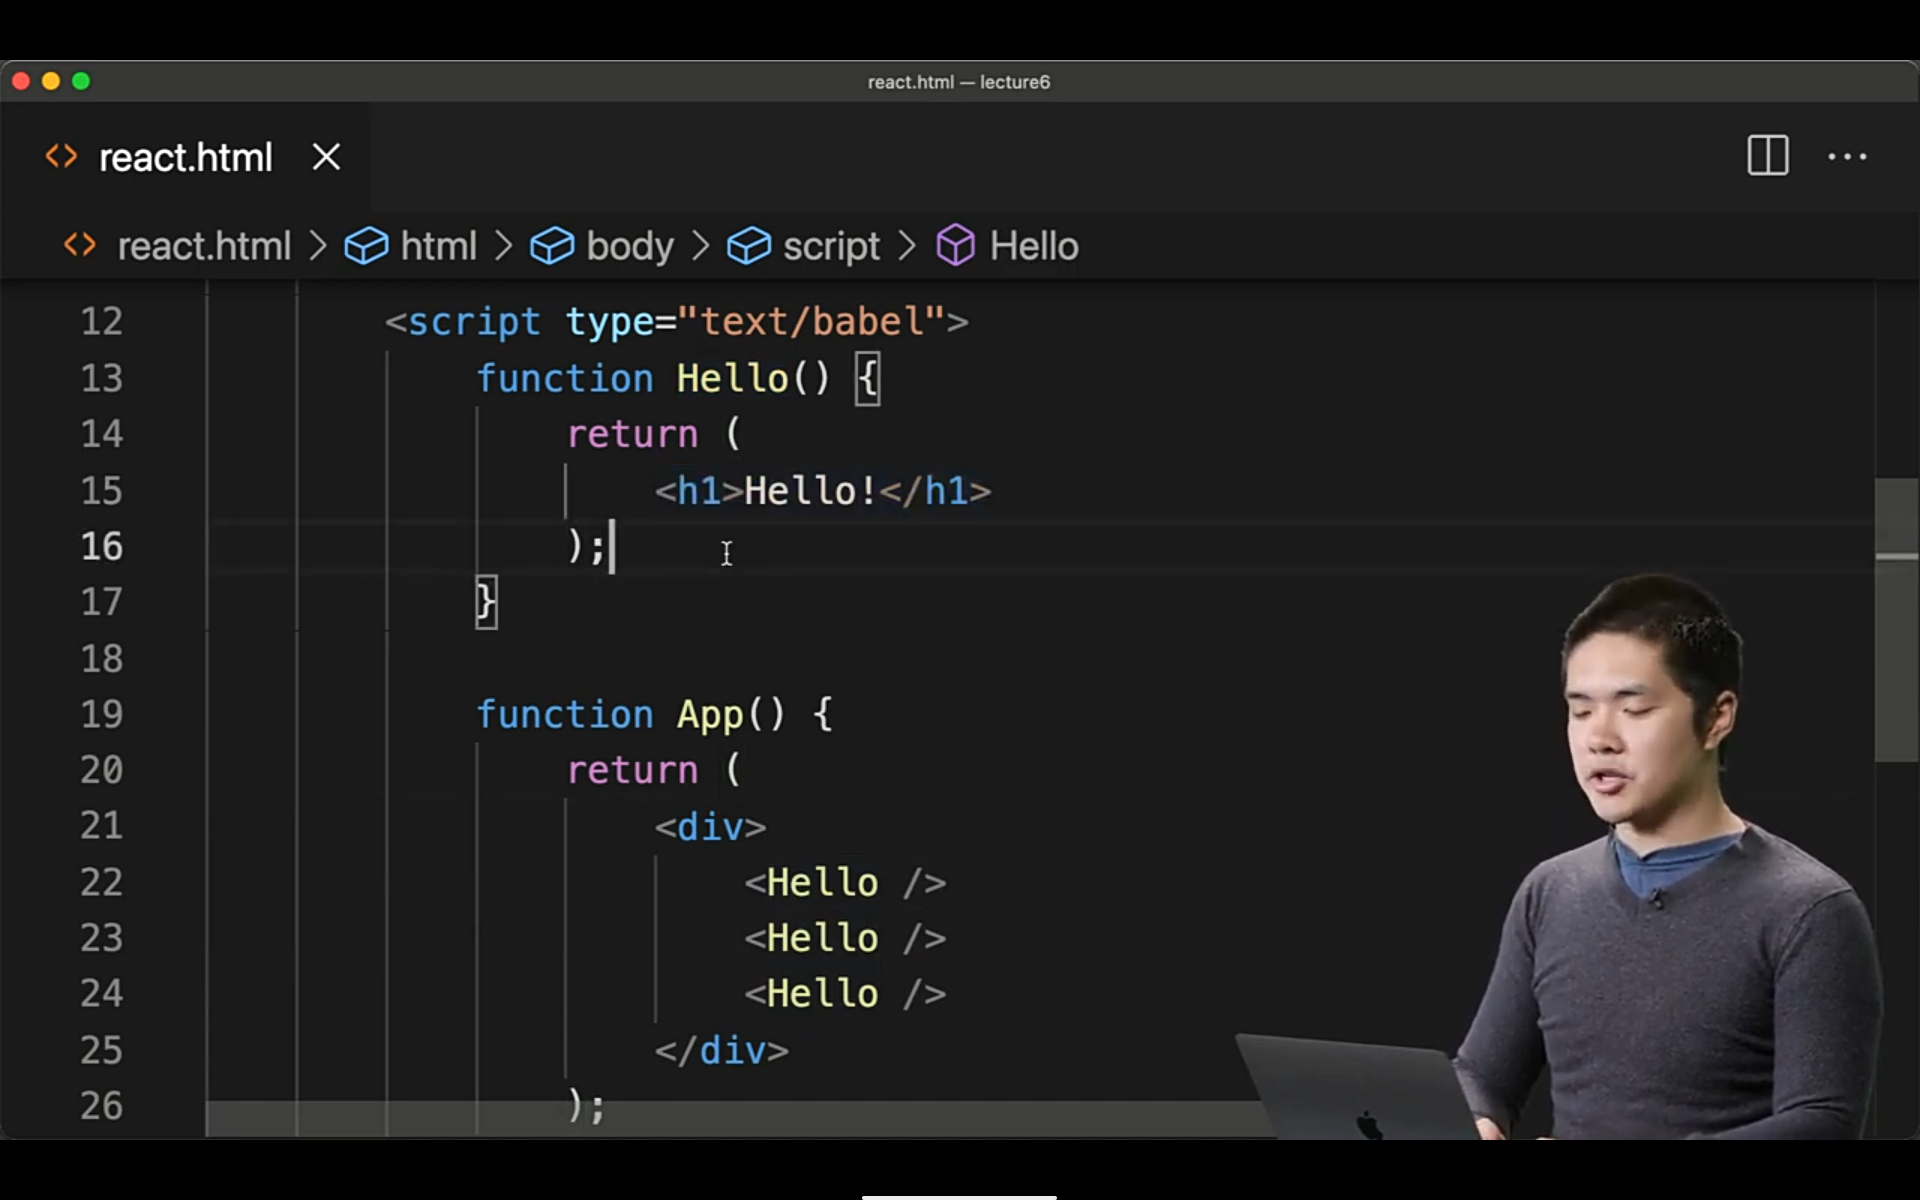 react.html — lecture6
react.html
react.html > html > body > script > Hello
12 <script type="text/babel">
13 function Hello() {
14 return (
15 <h1>Hello!</h1>
16 );
17 }
18
19 function App() {
20 return (
21 <div>
22 <Hello />
23 <Hello />
24 <Hello />
25 </div>
26 );